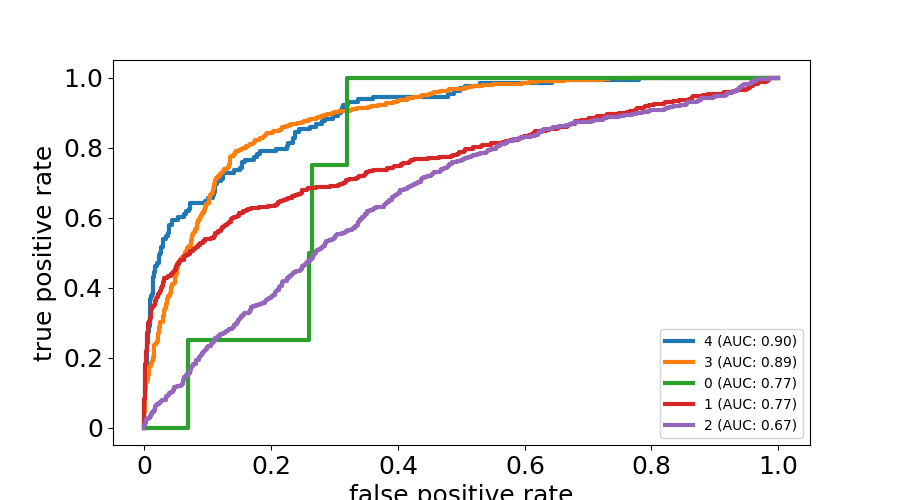 1.0
0.8
0.6
0.4
0.2
0
true positive rate
4 (AUC: 0.90)
3 (AUC: 0.89)
0 (AUC: 0.77)
1 (AUC: 0.77)
2 (AUC: 0.67)
0 0.2 0.4 0.6 0.8 1.0
false positive rate